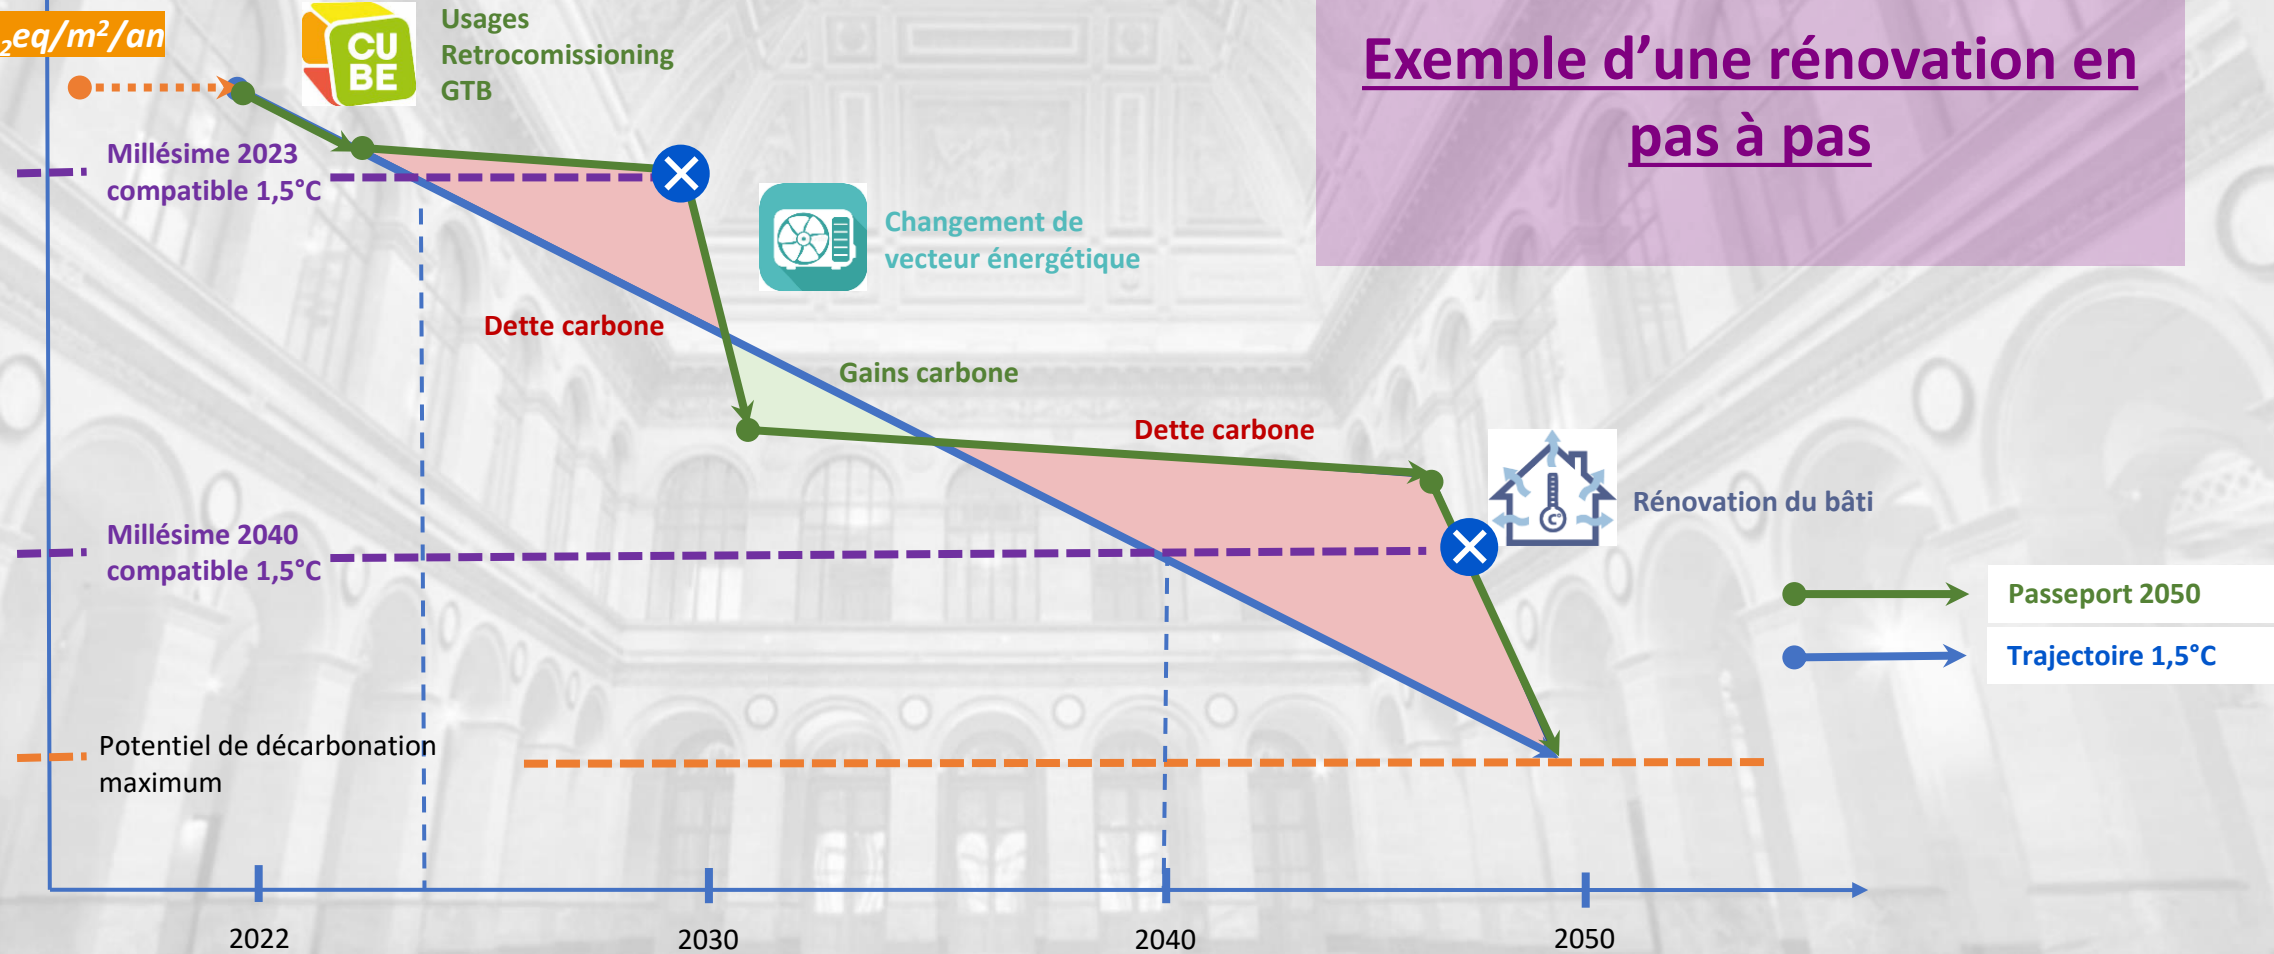 ₂eq/m²/an
CU
BE
Usages
Retrocomissioning
GTB
Exemple d’une rénovation en
pas à pas
Millésime 2023
compatible 1,5°C
Changement de
vecteur énergétique
Dette carbone
Gains carbone
Dette carbone
C°
Rénovation du bâti
Millésime 2040
compatible 1,5°C
Passeport 2050
Trajectoire 1,5°C
Potentiel de décarbonation
maximum
2022
2030
2040
2050